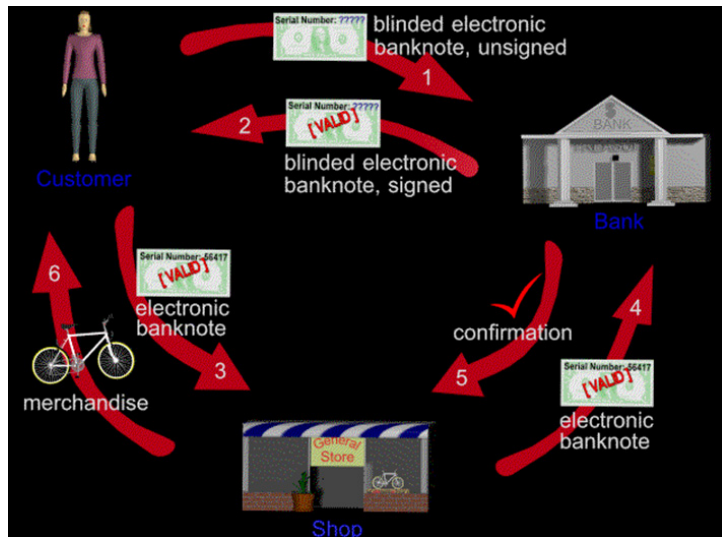 Serial Number: ?????
blinded electronic
banknote, unsigned
1
Serial Number: ?????
[VALID]
2
blinded electronic
banknote, signed
BANK
Customer
Bank
Serial Number: 56417
[VALID]
electronic
banknote
3
6
merchandise
confirmation
5
4
Serial Number: 56417
[VALID]
electronic
banknote
General
Store
Shop